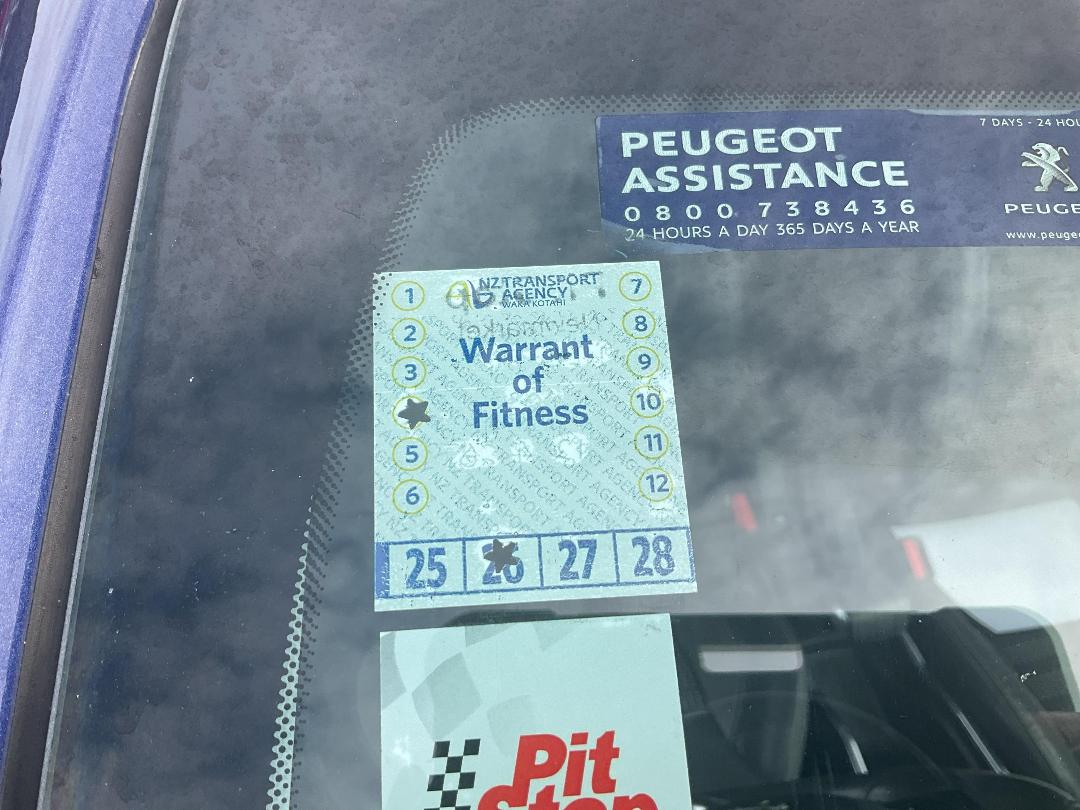 7 DAYS - 24 HOU
PEUGEOT
ASSISTANCE
0800 738436
24 HOURS A DAY 365 DAYS A YEAR
PEUGE
www.peuge
NZ TRANSPORT
AGENCY
WAKA KOTAHI
Warrant
of
Fitness
1
2
3
5
6
7
8
9
10
11
12
25 26 27 28
Pit
Stop